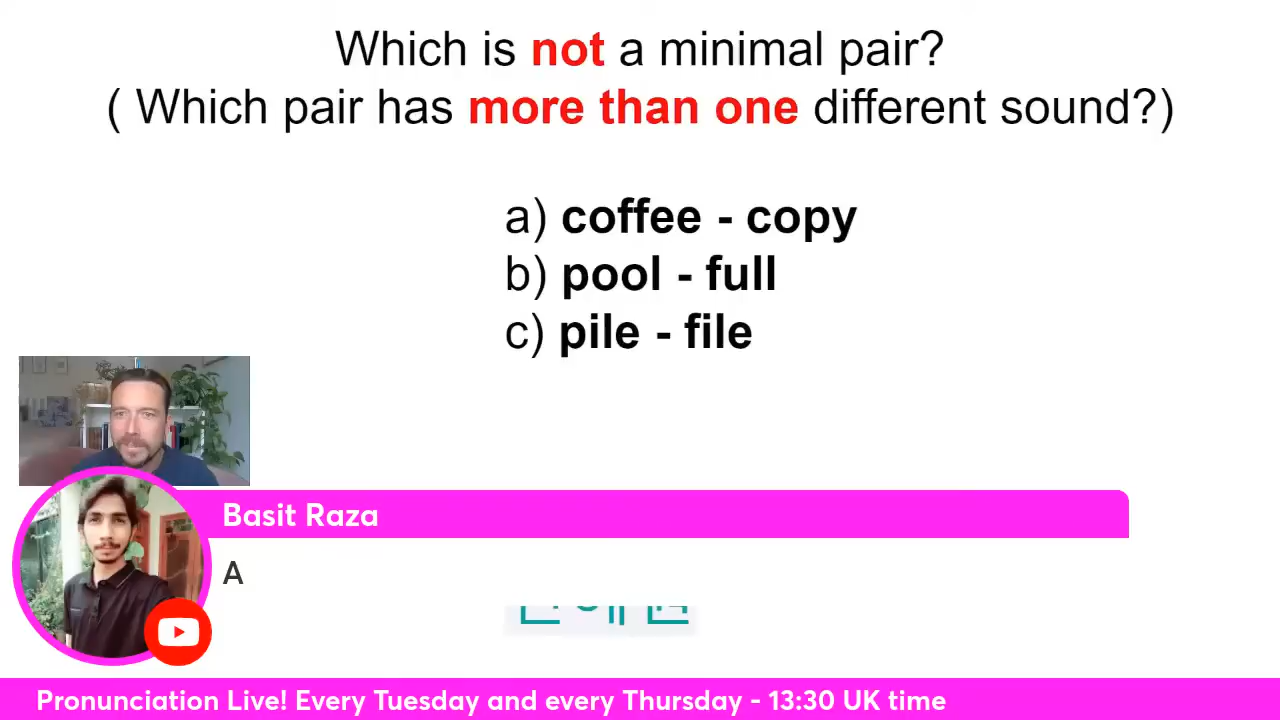 Which is not a minimal pair?
( Which pair has more than one different sound?)
a) coffee - copy
b) pool - full
c) pile - file
Basit Raza
A
Pronunciation Live! Every Tuesday and every Thursday - 13:30 UK time